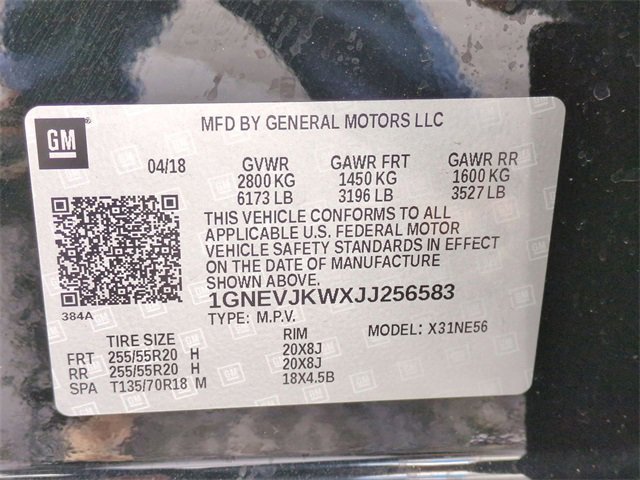 GM ®
MFD BY GENERAL MOTORS LLC
04/18 GVWR GAWR FRT GAWR RR
2800 KG 1450 KG 1600 KG
6173 LB 3196 LB 3527 LB
THIS VEHICLE CONFORMS TO ALL
APPLICABLE U.S. FEDERAL MOTOR
VEHICLE SAFETY STANDARDS IN EFFECT
ON THE DATE OF MANUFACTURE
SHOWN ABOVE.
384A
1GNEVJKWXJJ256583
TYPE: M.P.V. MODEL: X31NE56
TIRE SIZE RIM
FRT 255/55R20 H 20X8J
RR 255/55R20 H 20X8J
SPA T135/70R18 M 18X4.5B